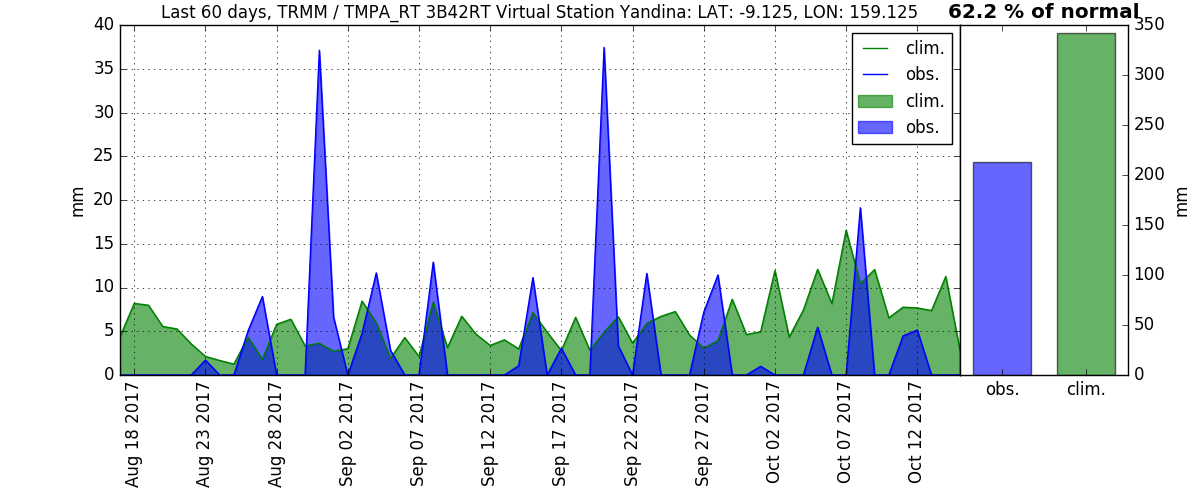 Last 60 days, TRMM / TMPA_RT 3B42RT Virtual Station Yandina: LAT: -9.125, LON: 159.125
62.2 % of normal
40
35
30
25
20
15
10
5
0
mm
clim.
obs.
clim.
obs.
Aug 18 2017
Aug 23 2017
Aug 28 2017
Sep 02 2017
Sep 07 2017
Sep 12 2017
Sep 17 2017
Sep 22 2017
Sep 27 2017
Oct 02 2017
Oct 07 2017
Oct 12 2017
350
300
250
200
150
100
50
0
mm
obs.
clim.